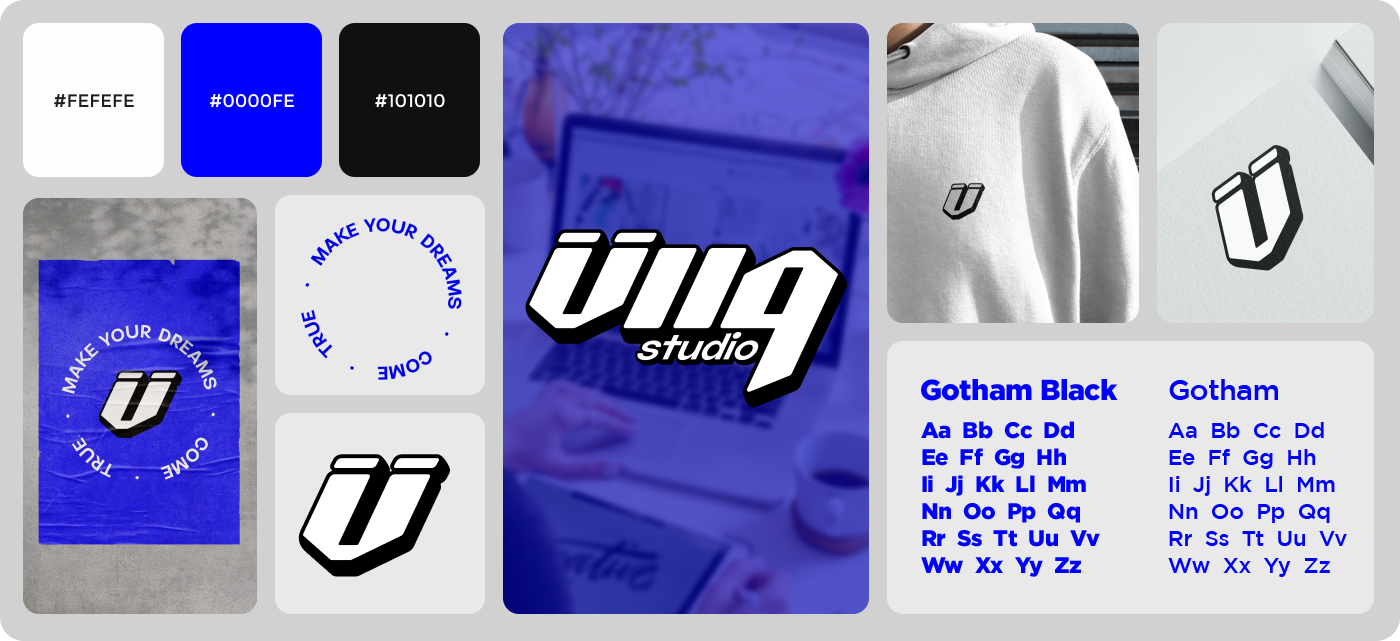 #FEFEFE
#0000FE
#101010
MAKE YOUR DREAMS · COME · TRUE ·
MAKE YOUR DREAMS · COME · TRUE ·
studio
Gotham Black
Aa Bb Cc Dd
Ee Ff Gg Hh
Ii Jj Kk Ll Mm
Nn Oo Pp Qq
Rr Ss Tt Uu Vv
Ww Xx Yy Zz
Gotham
Aa Bb Cc Dd
Ee Ff Gg Hh
Ii Jj Kk Ll Mm
Nn Oo Pp Qq
Rr Ss Tt Uu Vv
Ww Xx Yy Zz